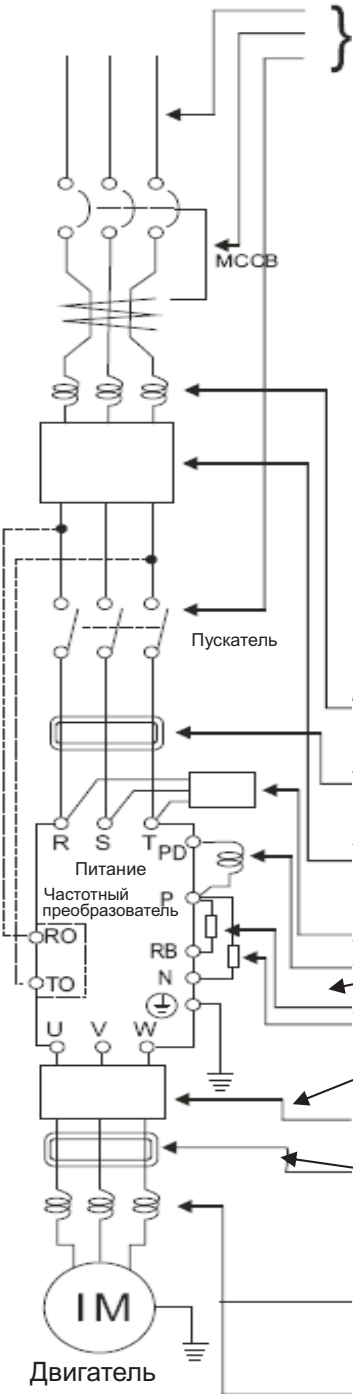 MCCB
Пускатель
R S T
PD
Питание
Частотный
преобразователь
P
RO
RB
TO
N
U V W
IM
Двигатель